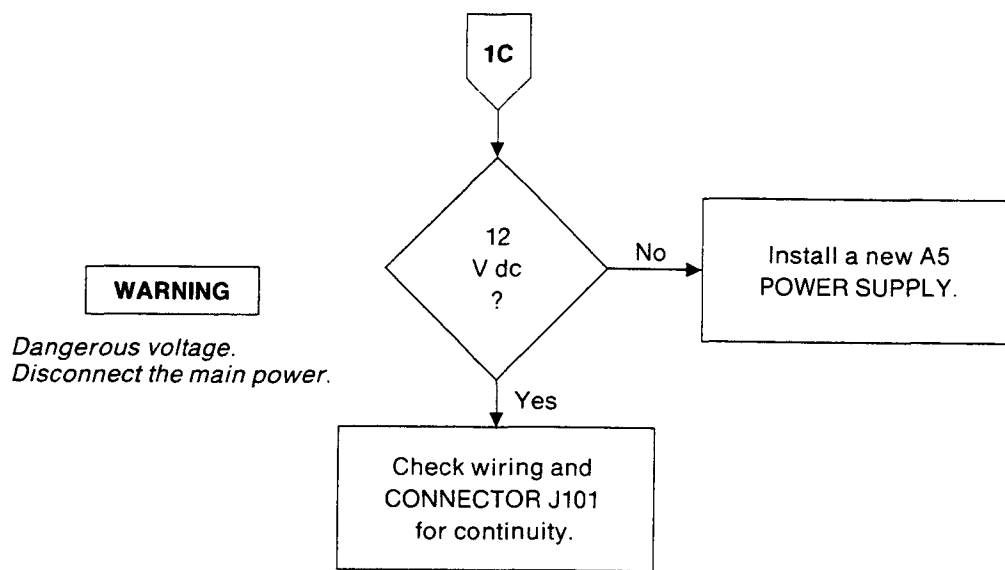 1C
12
V dc
?
No
Install a new A5
POWER SUPPLY.
WARNING
Dangerous voltage.
Disconnect the main power.
Yes
Check wiring and
CONNECTOR J101
for continuity.